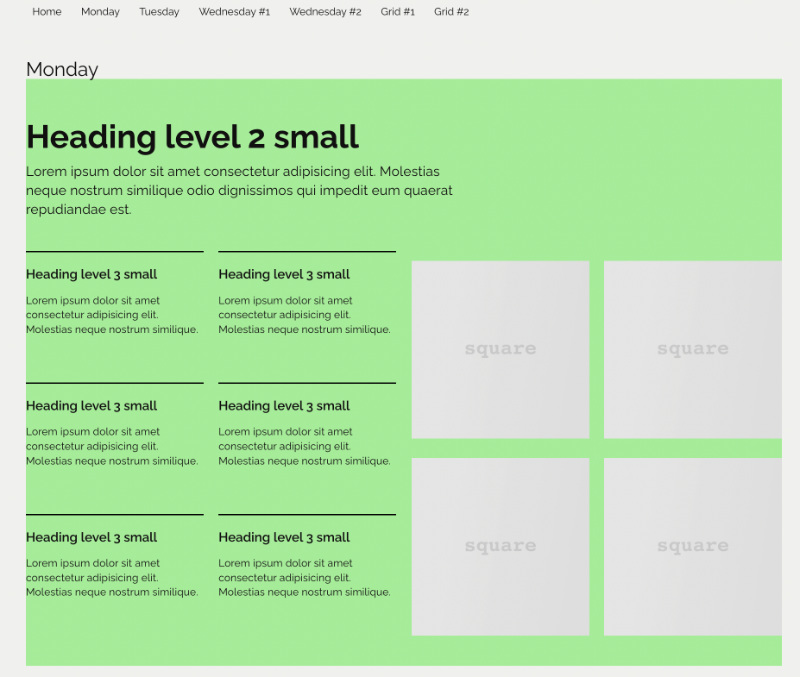 Home Monday Tuesday Wednesday #1 Wednesday #2 Grid #1 Grid #2
Monday
Heading level 2 small
Lorem ipsum dolor sit amet consectetur adipisicing elit. Molestias
neque nostrum similique odio dignissimos qui impedit eum quaerat
repudiandae est.
Heading level 3 small
Lorem ipsum dolor sit amet
consectetur adipisicing elit.
Molestias neque nostrum similique.
Heading level 3 small
Lorem ipsum dolor sit amet
consectetur adipisicing elit.
Molestias neque nostrum similique.
square
square
Heading level 3 small
Lorem ipsum dolor sit amet
consectetur adipisicing elit.
Molestias neque nostrum similique.
Heading level 3 small
Lorem ipsum dolor sit amet
consectetur adipisicing elit.
Molestias neque nostrum similique.
Heading level 3 small
Lorem ipsum dolor sit amet
consectetur adipisicing elit.
Molestias neque nostrum similique.
Heading level 3 small
Lorem ipsum dolor sit amet
consectetur adipisicing elit.
Molestias neque nostrum similique.
square
square